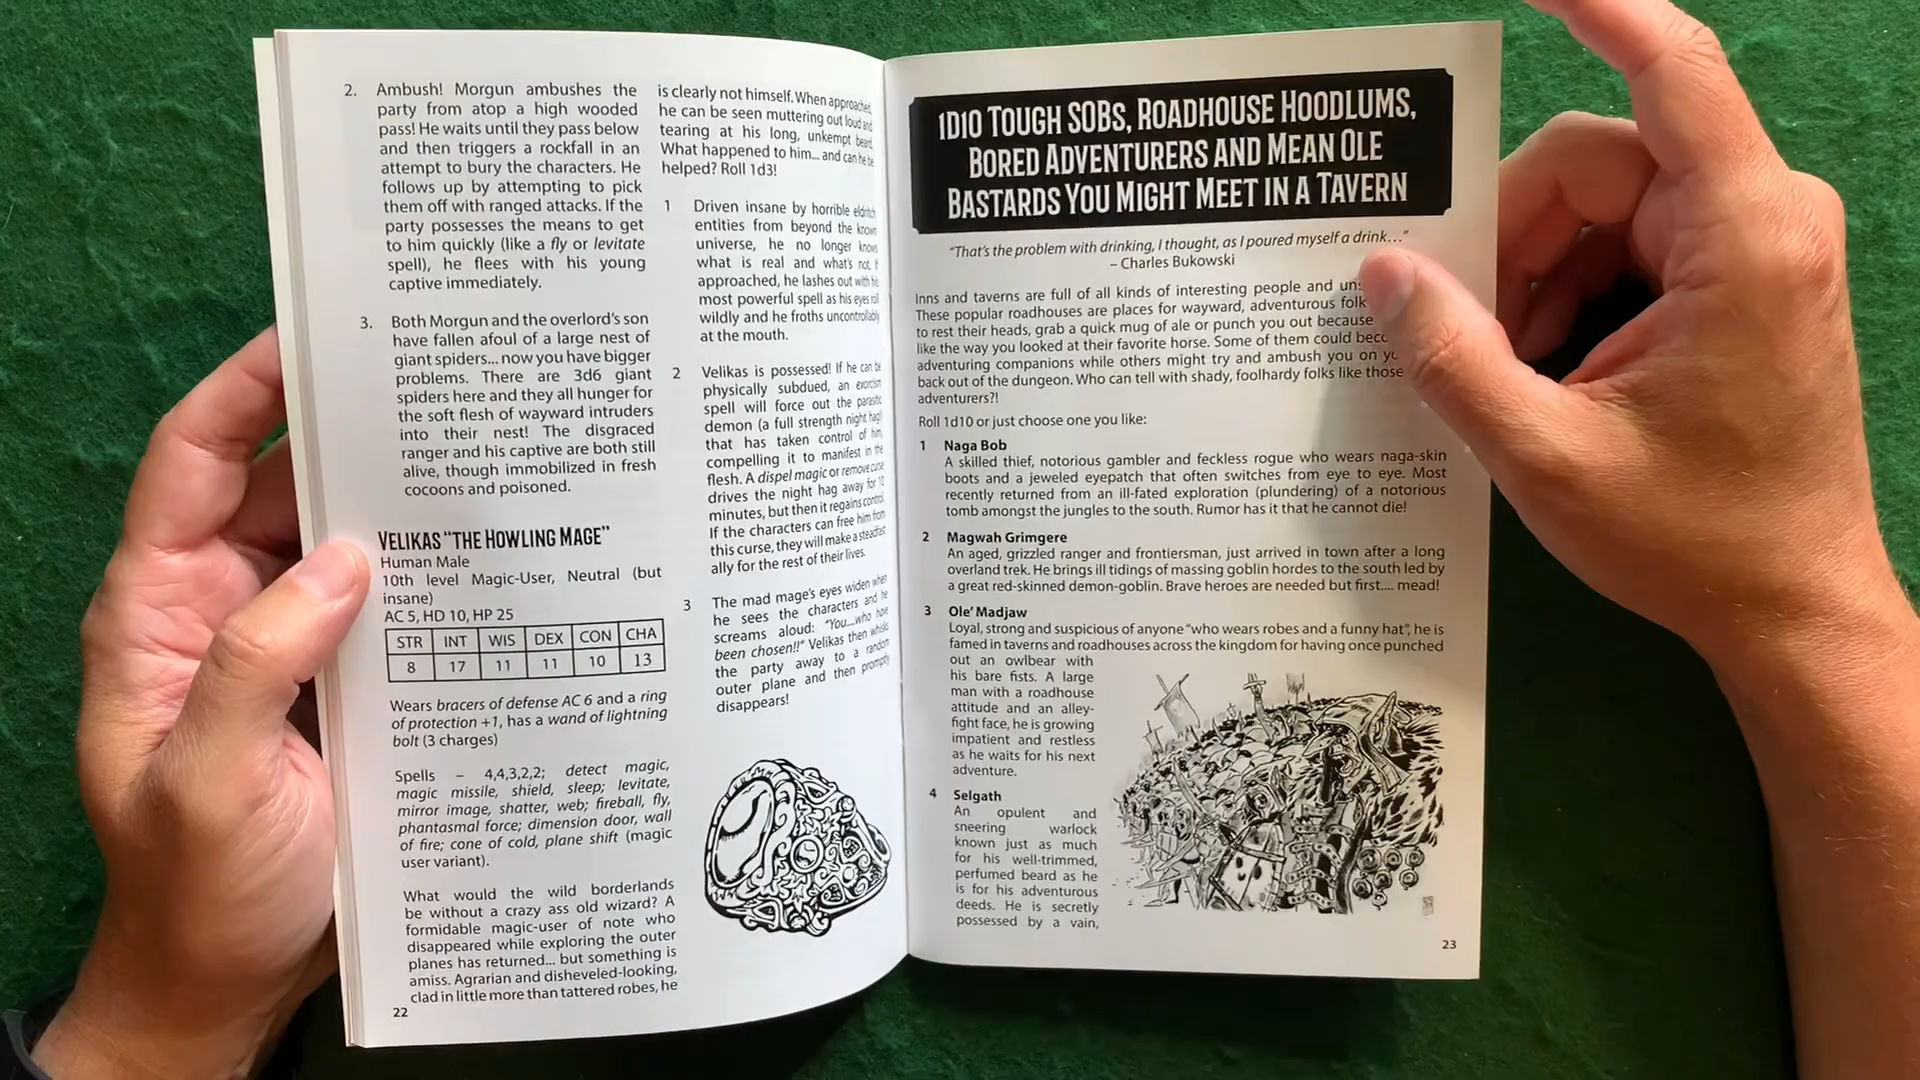 2. Ambush! Morgun ambushes the
party from atop a high wooded
pass! He waits until they pass below
and then triggers a rockfall in an
attempt to bury the characters. He
follows up by attempting to pick
them off with ranged attacks. If the
party possesses the means to get
to him quickly (like a fly or levitate
spell), he flees with his young
captive immediately.
3. Both Morgun and the overlord's son
have fallen afoul of a large nest of
giant spiders... now you have bigger
problems. There are 3d6 giant
spiders here and they all hunger for
the soft flesh of wayward intruders
into their nest! The disgraced
ranger and his captive are both still
alive, though immobilized in fresh
cocoons and poisoned.
VELIKAS "THE HOWLING MAGE"
Human Male
10th level Magic-User, Neutral (but
insane)
AC 5, HD 10, HP 25
STR INT WIS DEX CON CHA
8 17 11 11 10 13
Wears bracers of defense AC 6 and a ring
of protection +1, has a wand of lightning
bolt (3 charges)
Spells – 4,4,3,2,2; detect magic,
magic missile, shield, sleep; levitate,
mirror image, shatter, web; fireball, fly,
phantasmal force; dimension door, wall
of fire; cone of cold, plane shift (magic
user variant).
What would the wild borderlands
be without a crazy ass old wizard? A
formidable magic-user of note who
disappeared while exploring the outer
planes has returned... but something is
amiss. Agrarian and disheveled-looking,
clad in little more than tattered robes, he
22
is clearly not himself. When approached,
he can be seen muttering out loud and
tearing at his long, unkempt beard.
What happened to him... and can he be
helped? Roll 1d3!
1 Driven insane by horrible eldritch
entities from beyond the known
universe, he no longer knows
what is real and what's not. If
approached, he lashes out with his
most powerful spell as his eyes roll
wildly and he froths uncontrollably
at the mouth.
2 Velikas is possessed! If he can be
physically subdued, an exorcism
spell will force out the parasitic
demon (a full strength night hag)
that has taken control of him,
compelling it to manifest in the
flesh. A dispel magic or remove curse
drives the night hag away for 10
minutes, but then it regains control.
If the characters can free him from
this curse, they will make a steadfast
ally for the rest of their lives.
3 The mad mage's eyes widen when
he sees the characters and he
screams aloud: "You...who have
been chosen!!" Velikas then whisks
the party away to a random
outer plane and then promptly
disappears!
1D10 TOUGH SOBS, ROADHOUSE HOODLUMS,
BORED ADVENTURERS AND MEAN OLE
BASTARDS YOU MIGHT MEET IN A TAVERN
"That's the problem with drinking, I thought, as I poured myself a drink..."
– Charles Bukowski
Inns and taverns are full of all kinds of interesting people and
These popular roadhouses are places for wayward, adventurous folk
to rest their heads, grab a quick mug of ale or punch you out because
like the way you looked at their favorite horse. Some of them could
adventuring companions while others might try and ambush you on
back out of the dungeon. Who can tell with shady, foolhardy folks like those
adventurers?!
Roll 1d10 or just choose one you like:
1 Naga Bob
A skilled thief, notorious gambler and feckless rogue who wears naga-skin
boots and a jeweled eyepatch that often switches from eye to eye. Most
recently returned from an ill-fated exploration (plundering) of a notorious
tomb amongst the jungles to the south. Rumor has it that he cannot die!
2 Magwah Grimgere
An aged, grizzled ranger and frontiersman, just arrived in town after a long
overland trek. He brings ill tidings of massing goblin hordes to the south led by
a great red-skinned demon-goblin. Brave heroes are needed but first.... mead!
3 Ole' Madjaw
Loyal, strong and suspicious of anyone "who wears robes and a funny hat", he is
famed in taverns and roadhouses across the kingdom for having once punched
out an owlbear with
his bare fists. A large
man with a roadhouse
attitude and an alley-
fight face, he is growing
impatient and restless
as he waits for his next
adventure.
4 Selgath
An opulent and
sneering warlock
known just as much
for his well-trimmed,
perfumed beard as he
is for his adventurous
deeds. He is secretly
possessed by a vain,
23